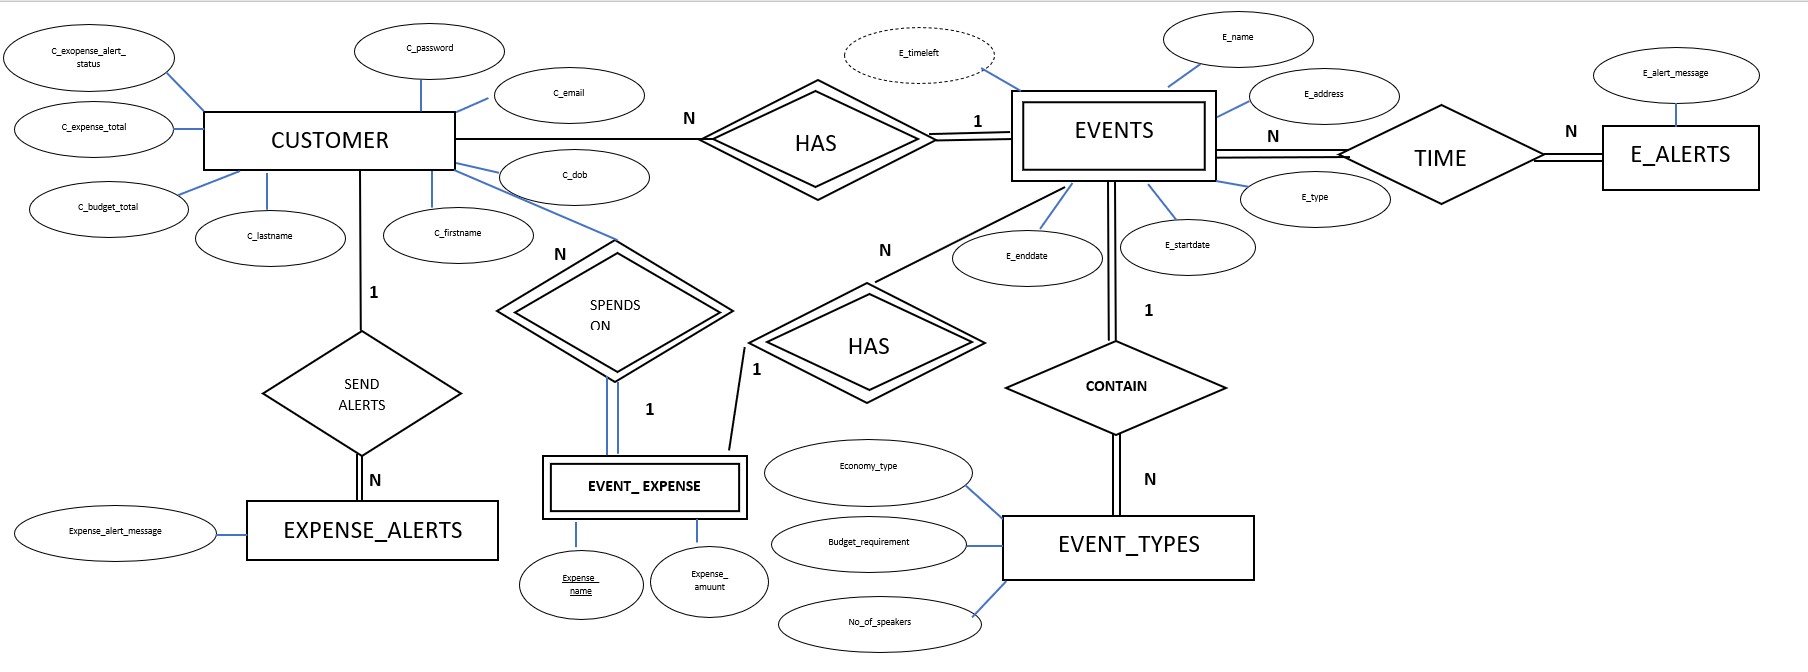 C_exopense_alert_
status
C_password
E_timeleft
E_name
C_email
E_address
E_alert_message
C_expense_total
CUSTOMER
N
HAS
1
EVENTS
N
TIME
N
E_ALERTS
C_dob
E_type
C_budget_total
C_lastname
C_firstname
N
N
E_enddate
E_startdate
1
SPENDS
ON
1
HAS
1
SEND
ALERTS
1
CONTAIN
N
EVENT_ EXPENSE
Economy_type
N
Expense_alert_message
EXPENSE_ALERTS
Budget_requirement
EVENT_TYPES
Expense_
name
Expense_
amuunt
No_of_speakers